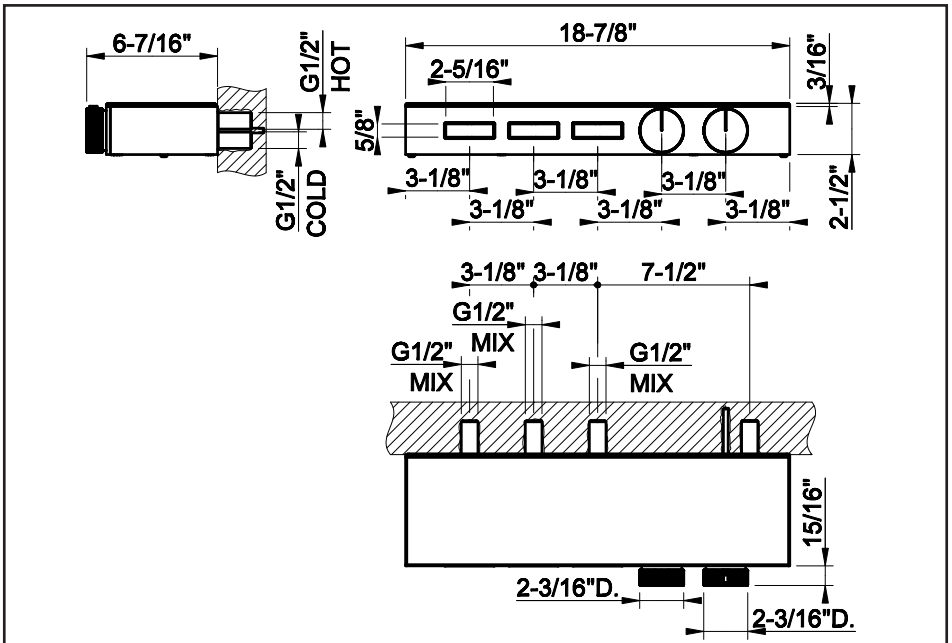 6-7/16"
G1/2"
HOT
G1/2"
COLD
18-7/8"
2-5/16"
3/16"
5/8"
2-1/2"
3-1/8"
3-1/8"
3-1/8"
3-1/8"
3-1/8"
3-1/8"
3-1/8"
3-1/8"
7-1/2"
G1/2"
MIX
G1/2"
MIX
G1/2"
MIX
15/16"
2-3/16"D.
2-3/16"D.